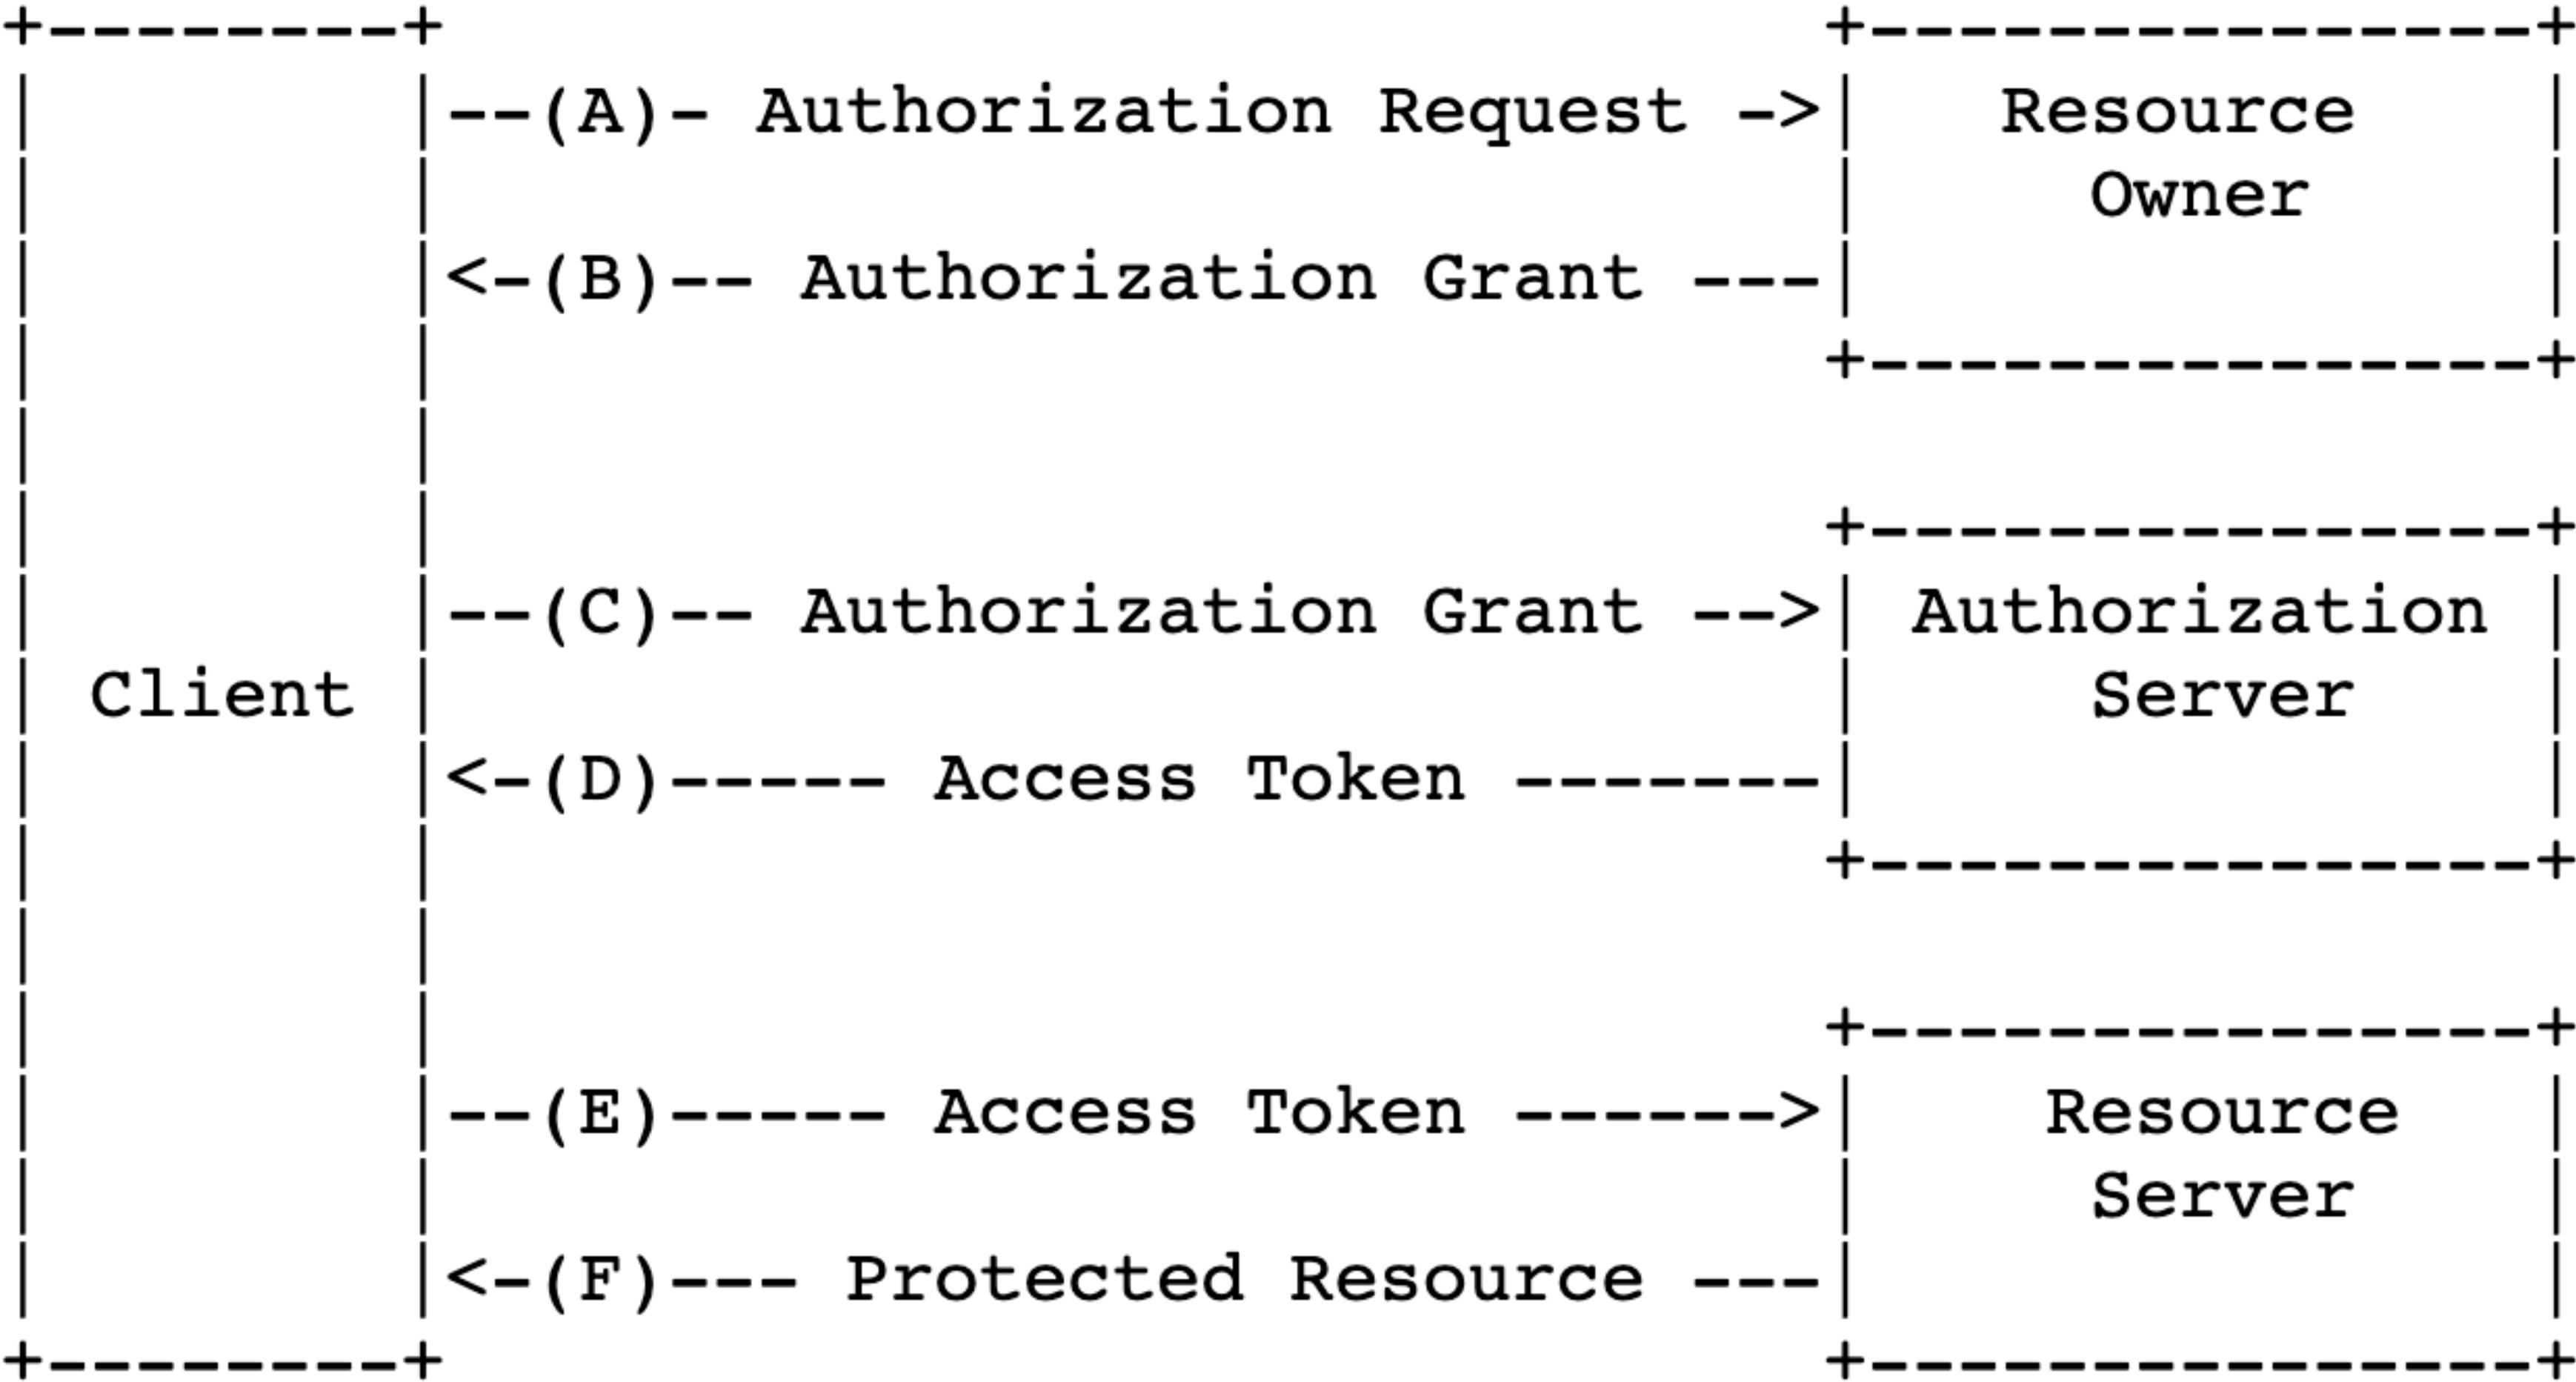 +--------+                               +---------------+
|        |--(A)- Authorization Request ->|   Resource    |
|        |                               |     Owner     |
|        |<-(B)-- Authorization Grant ---|               |
|        |                               +---------------+
|        |
|        |                               +---------------+
|        |--(C)-- Authorization Grant -->| Authorization |
| Client |                               |     Server    |
|        |<-(D)----- Access Token -------|               |
|        |                               +---------------+
|        |
|        |                               +---------------+
|        |--(E)----- Access Token ------>|    Resource   |
|        |                               |     Server    |
|        |<-(F)--- Protected Resource ---|               |
+--------+                               +---------------+